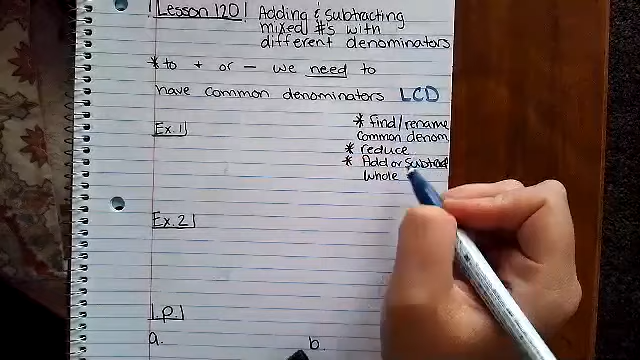 Lesson 120 Adding & subtracting
mixed #'s with
different denominators
*to + or − we need to
have common denominators LCD
Ex. 1
* find/rename
common denom
* reduce
* Add or subtract
whole
Ex. 2
l.p.
a.
b.